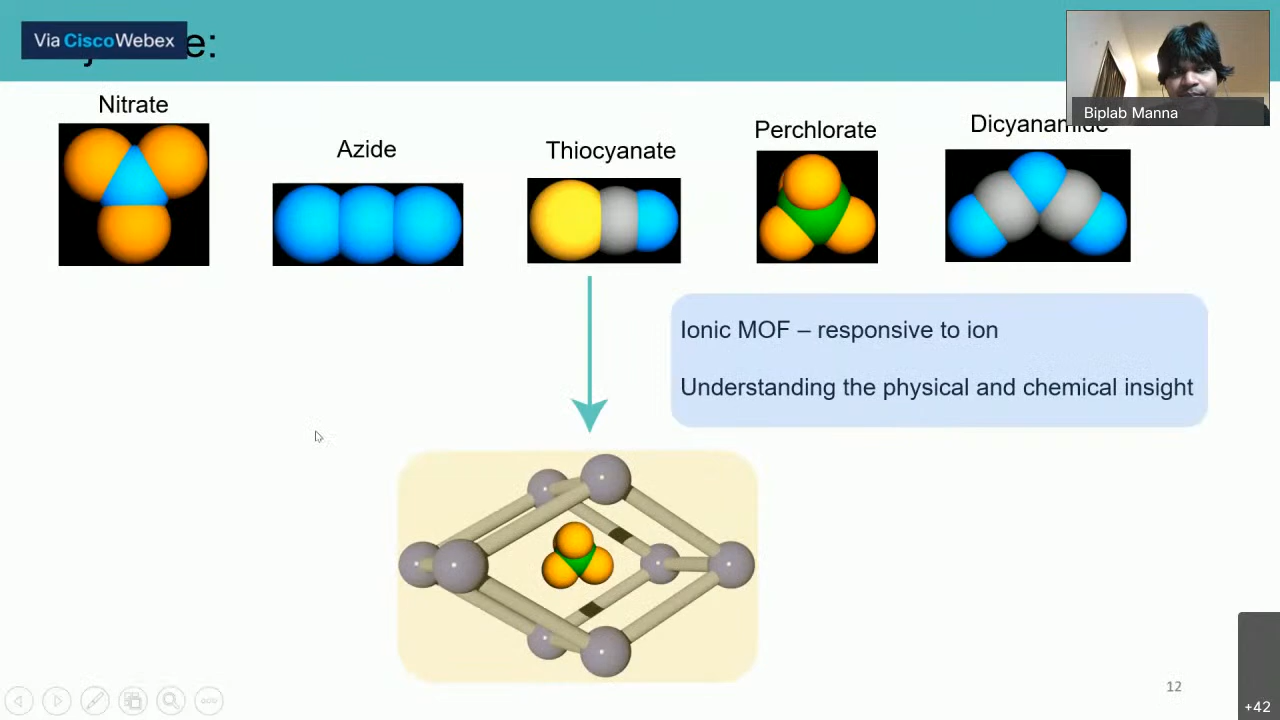 Via Cisco Webex
Nitrate
Azide
Thiocyanate
Perchlorate
Dicyanamide
Biplab Manna
Ionic MOF – responsive to ion
Understanding the physical and chemical insight
12
+42